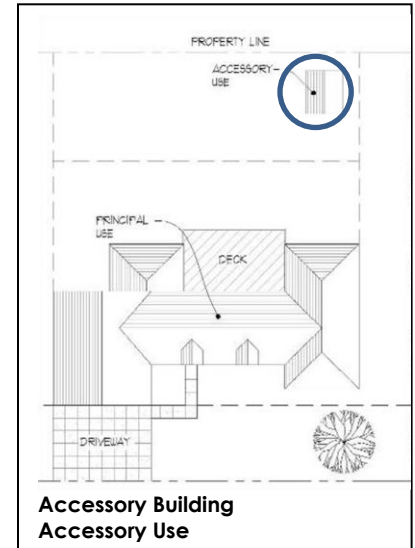 PROPERTY LINE
ACCESSORY
USE
PRINCIPAL
USE
DECK
DRIVEWAY
Accessory Building
Accessory Use